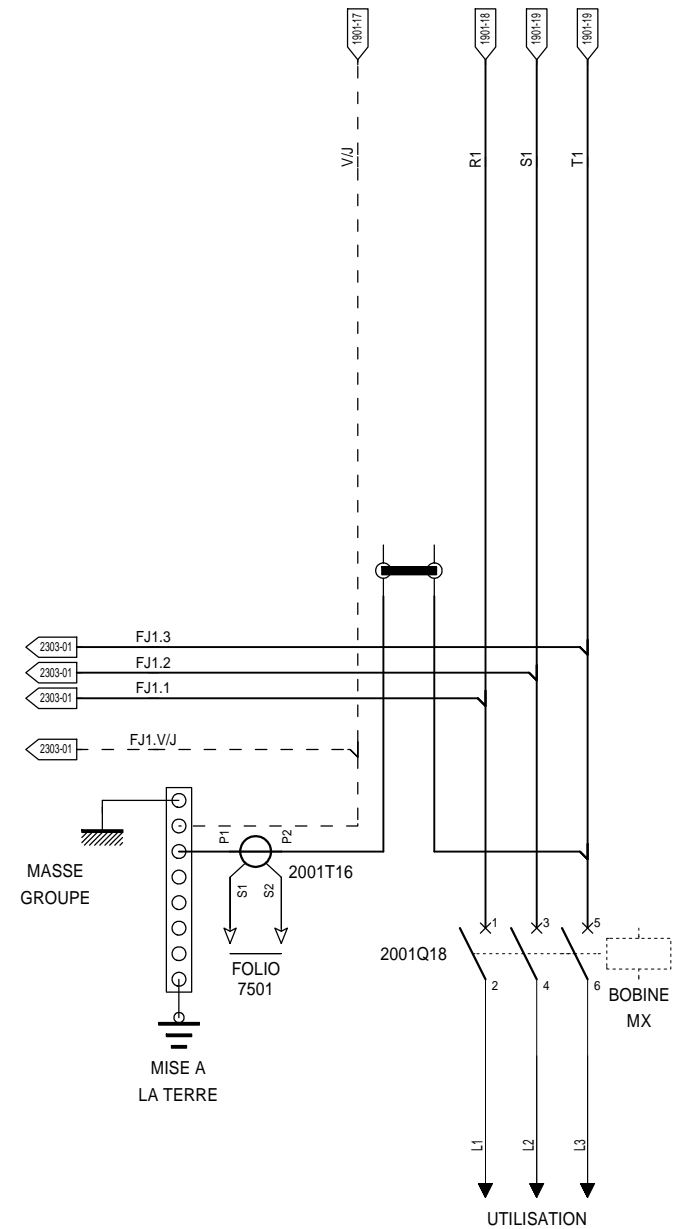 1901-17
1901-18
1901-19
1901-19
V/J
R1
S1
T1
2303-01
FJ1.3
2303-01
FJ1.2
2303-01
FJ1.1
2303-01
FJ1.V/J
P1
P2
2001T16
MASSE
GROUPE
S1
S2
FOLIO
7501
2001Q18
1
3
5
2
4
6
BOBINE
MX
MISE A
LA TERRE
L1
L2
L3
UTILISATION